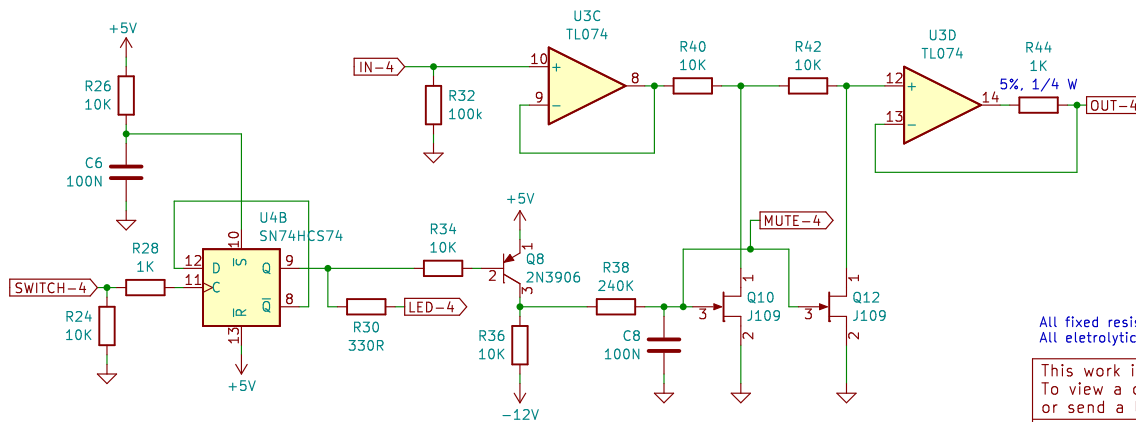 +5V
R26
10K
C6
100N
U3C
TL074
IN-4
10
+
9
−
8
R32
100k
R40
10K
R42
10K
U3D
TL074
12
+
13
−
14
R44
1K
5%, 1/4 W
OUT-4
U4B
SN74HCS74
10
S
12
D
11
C
Q
9
Q
8
R
13
+5V
SWITCH-4
R28
1K
R24
10K
R34
10K
R30
330R
LED-4
+5V
1
2
3
Q8
2N3906
R36
10K
-12V
R38
240K
C8
100N
MUTE-4
1
3
2
Q10
J109
1
3
2
Q12
J109
All fixed resis
All eletrolytic
This work i
To view a
or send a